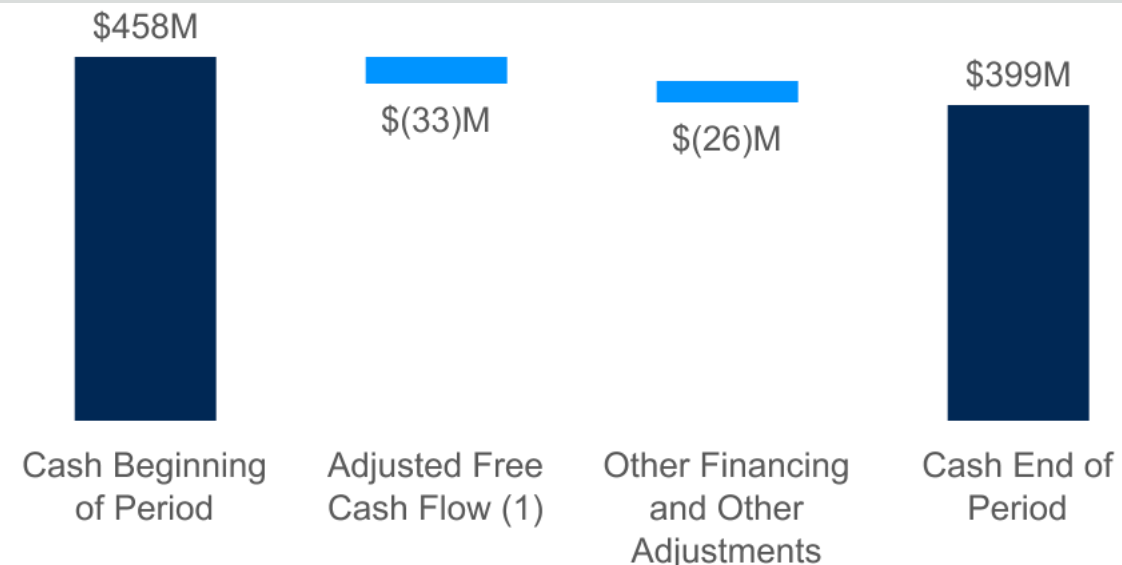 $458M
$(33)M
$(26)M
$399M
Cash Beginning
of Period
Adjusted Free
Cash Flow (1)
Other Financing
and Other
Adjustments
Cash End of
Period